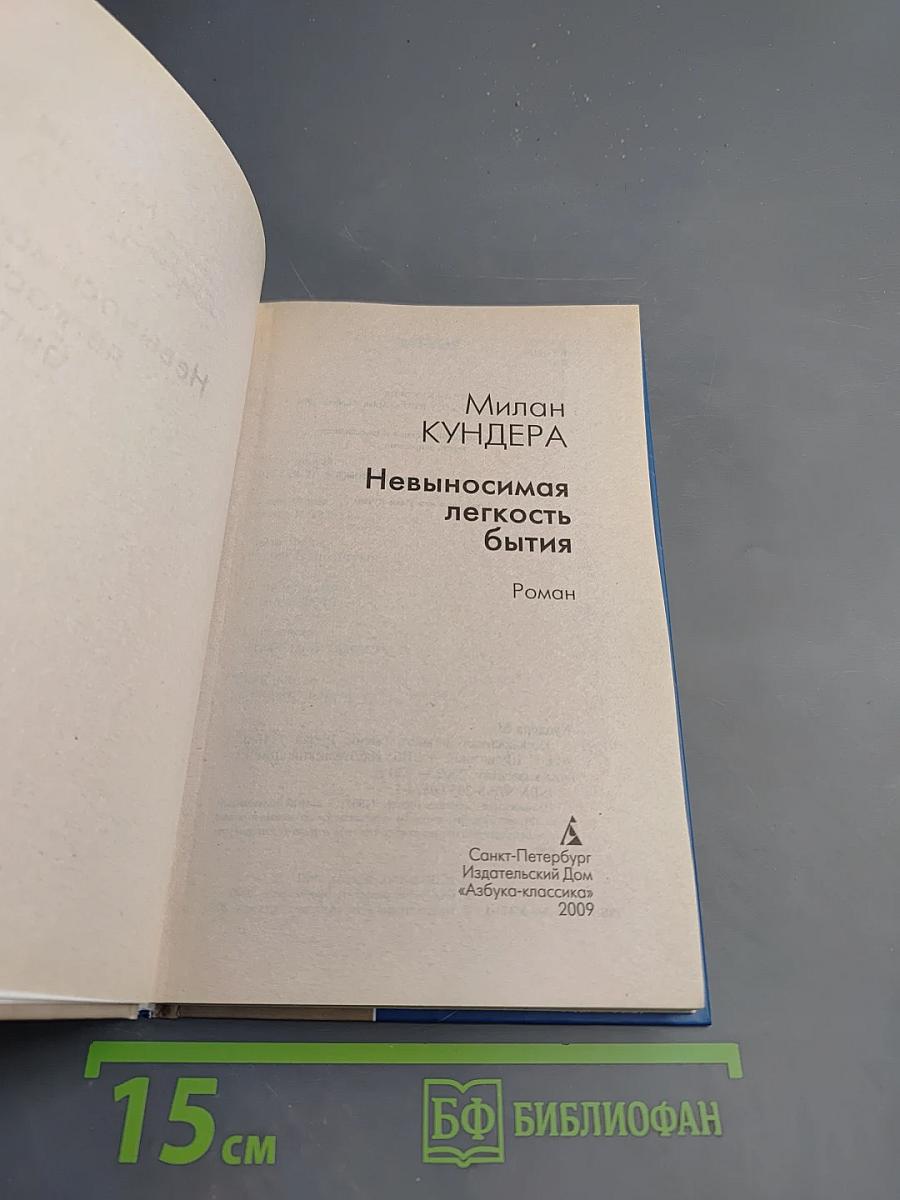 Милан
КУНДЕРА
Невыносимая
легкость
бытия
Роман
Санкт-Петербург
Издательский Дом
«Азбука-классика»
2009
15 см
БФ БИБЛИОФАН